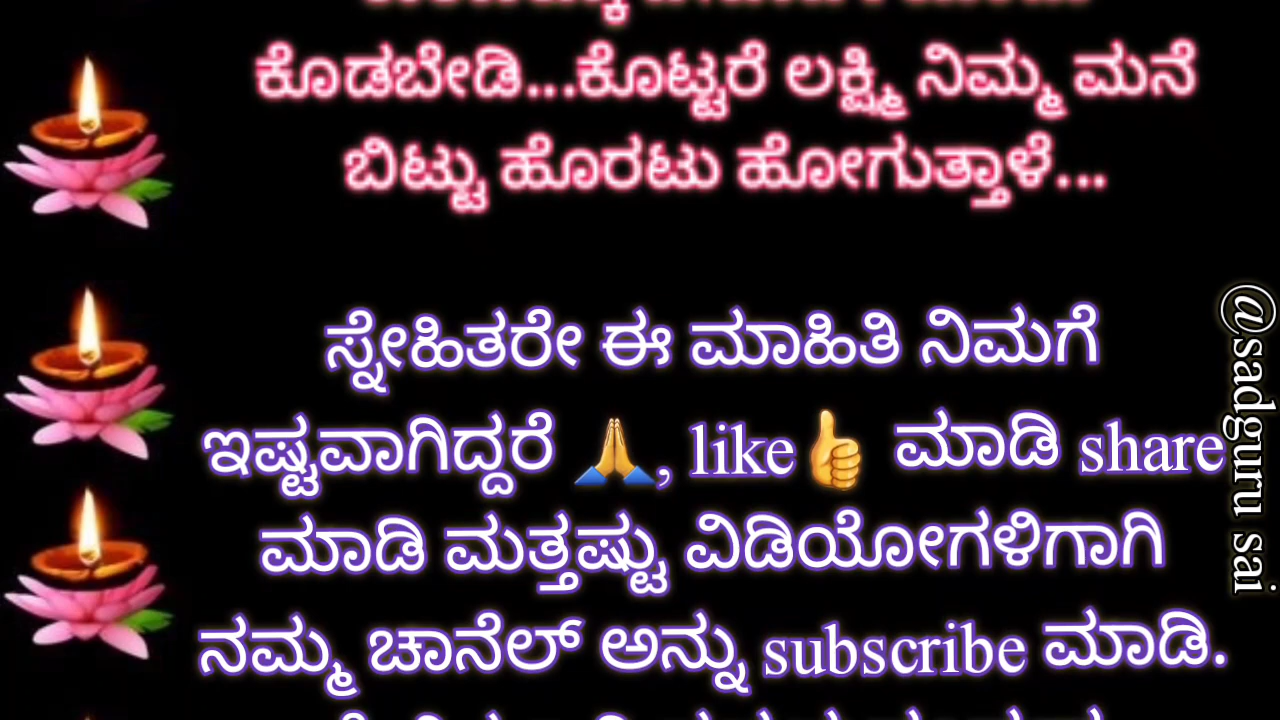 ಕೊಡಬೇಡಿ...ಕೊಟ್ಟರೆ ಲಕ್ಷ್ಮಿ ನಿಮ್ಮ ಮನೆ
ಬಿಟ್ಟು ಹೊರಟು ಹೋಗುತ್ತಾಳೆ...
ಸ್ನೇಹಿತರೇ ಈ ಮಾಹಿತಿ ನಿಮಗೆ
ಇಷ್ಟವಾಗಿದ್ದರೆ 🙏, like👍 ಮಾಡಿ share
ಮಾಡಿ ಮತ್ತಷ್ಟು ವಿಡಿಯೋಗಳಿಗಾಗಿ
ನಮ್ಮ ಚಾನೆಲ್ ಅನ್ನು subscribe ಮಾಡಿ.
@sadguru sai